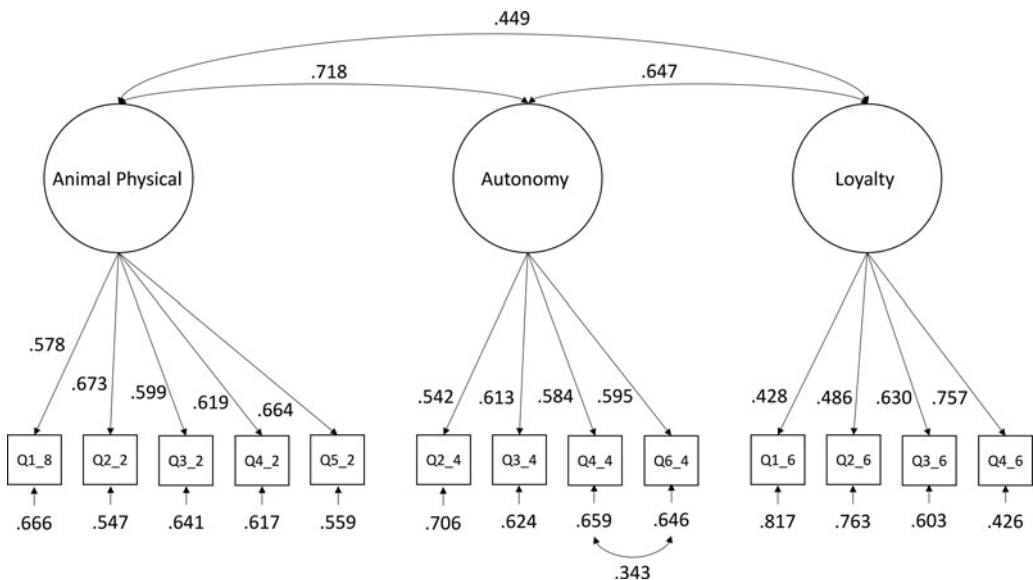 .449
.718 .647
Animal Physical Autonomy Loyalty
.578
.673 .599 .619 .664 .542 .613 .584 .595 .428 .486 .630 .757
Q1_8 Q2_2 Q3_2 Q4_2 Q5_2 Q2_4 Q3_4 Q4_4 Q6_4 Q1_6 Q2_6 Q3_6 Q4_6
.666 .547 .641 .617 .559 .706 .624 .659 .646 .817 .763 .603 .426
.343